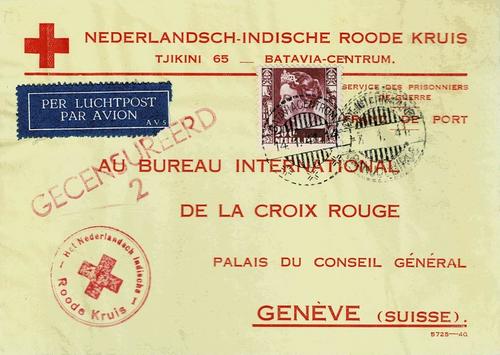 NEDERLANDSCH-INDISCHE ROODE KRUIS
TJIKINI 65 _ BATAVIA-CENTRUM.
SERVICE-DES PRISONNIERS
DE GUERRE
DE PORT
PER LUCHTPOST
PAR AVION
AVS
GECENSUREERD
2
AU BUREAU INTERNATIONAL
DE LA CROIX ROUGE
PALAIS DU CONSEIL GÉNÉRAL
GENÈVE (SUISSE).
5725-40
Het Nederlandsch Indische
Roode Kruis